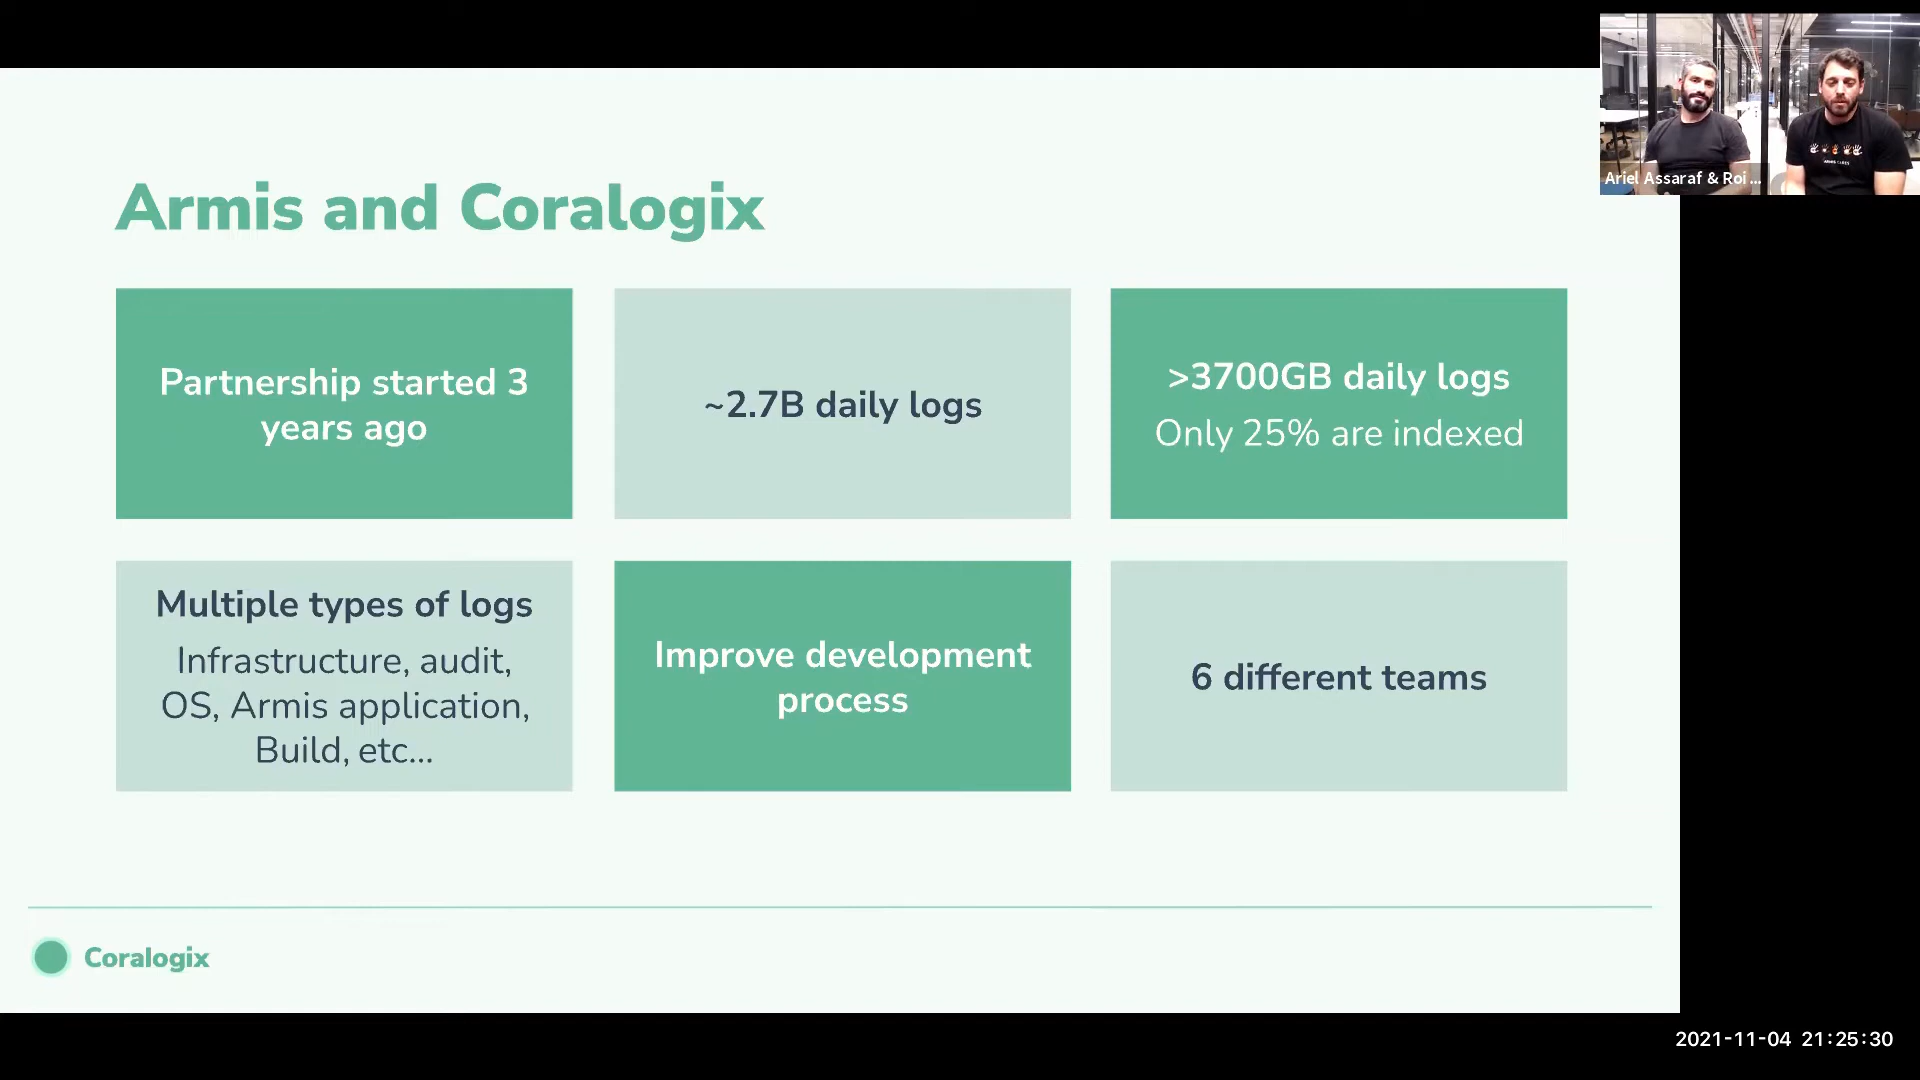 Armis and Coralogix
Partnership started 3
years ago
~2.7B daily logs
>3700GB daily logs
Only 25% are indexed
Multiple types of logs
Infrastructure, audit,
OS, Armis application,
Build, etc...
Improve development
process
6 different teams
Coralogix
Ariel Assaraf & Roi ...
2021-11-04 21:25:30